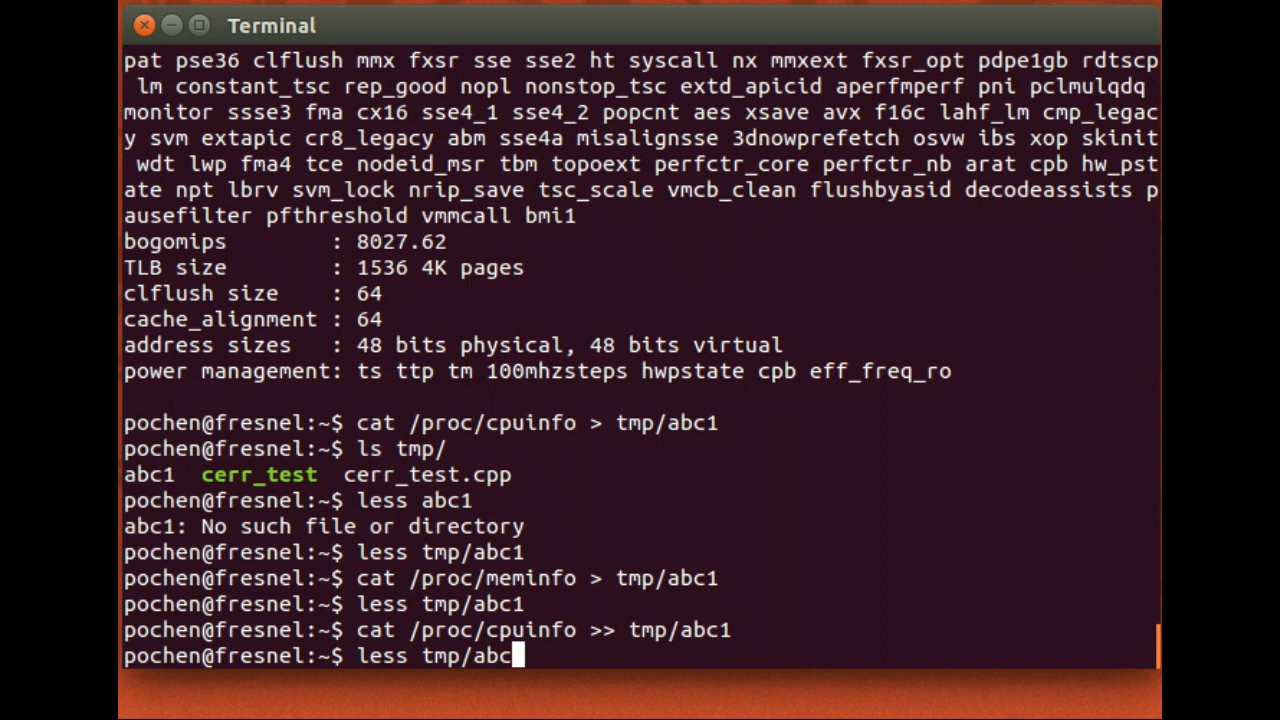 Terminal
pat pse36 clflush mmx fxsr sse sse2 ht syscall nx mmxext fxsr_opt pdpe1gb rdtscp
 lm constant_tsc rep_good nopl nonstop_tsc extd_apicid aperfmperf pni pclmulqdq
monitor ssse3 fma cx16 sse4_1 sse4_2 popcnt aes xsave avx f16c lahf_lm cmp_legac
y svm extapic cr8_legacy abm sse4a misalignsse 3dnowprefetch osvw ibs xop skinit
 wdt lwp fma4 tce nodeid_msr tbm topoext perfctr_core perfctr_nb arat cpb hw_pst
ate npt lbrv svm_lock nrip_save tsc_scale vmcb_clean flushbyasid decodeassists p
ausefilter pfthreshold vmmcall bmi1
bogomips        : 8027.62
TLB size        : 1536 4K pages
clflush size    : 64
cache_alignment : 64
address sizes   : 48 bits physical, 48 bits virtual
power management: ts ttp tm 100mhzsteps hwpstate cpb eff_freq_ro
pochen@fresnel:~$ cat /proc/cpuinfo > tmp/abc1
pochen@fresnel:~$ ls tmp/
abc1  cerr_test  cerr_test.cpp
pochen@fresnel:~$ less abc1
abc1: No such file or directory
pochen@fresnel:~$ less tmp/abc1
pochen@fresnel:~$ cat /proc/meminfo > tmp/abc1
pochen@fresnel:~$ less tmp/abc1
pochen@fresnel:~$ cat /proc/cpuinfo >> tmp/abc1
pochen@fresnel:~$ less tmp/abc